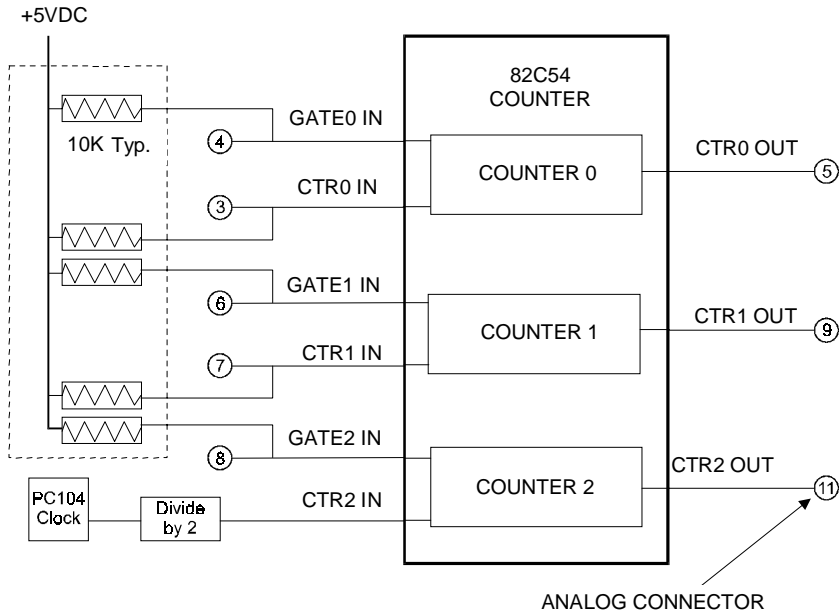 +5VDC
82C54
COUNTER
10K Typ.
GATE0 IN
4
COUNTER 0
CTR0 OUT
5
CTR0 IN
3
GATE1 IN
6
COUNTER 1
CTR1 OUT
9
CTR1 IN
7
GATE2 IN
8
COUNTER 2
CTR2 OUT
11
PC104
Clock
Divide
by 2
CTR2 IN
ANALOG CONNECTOR